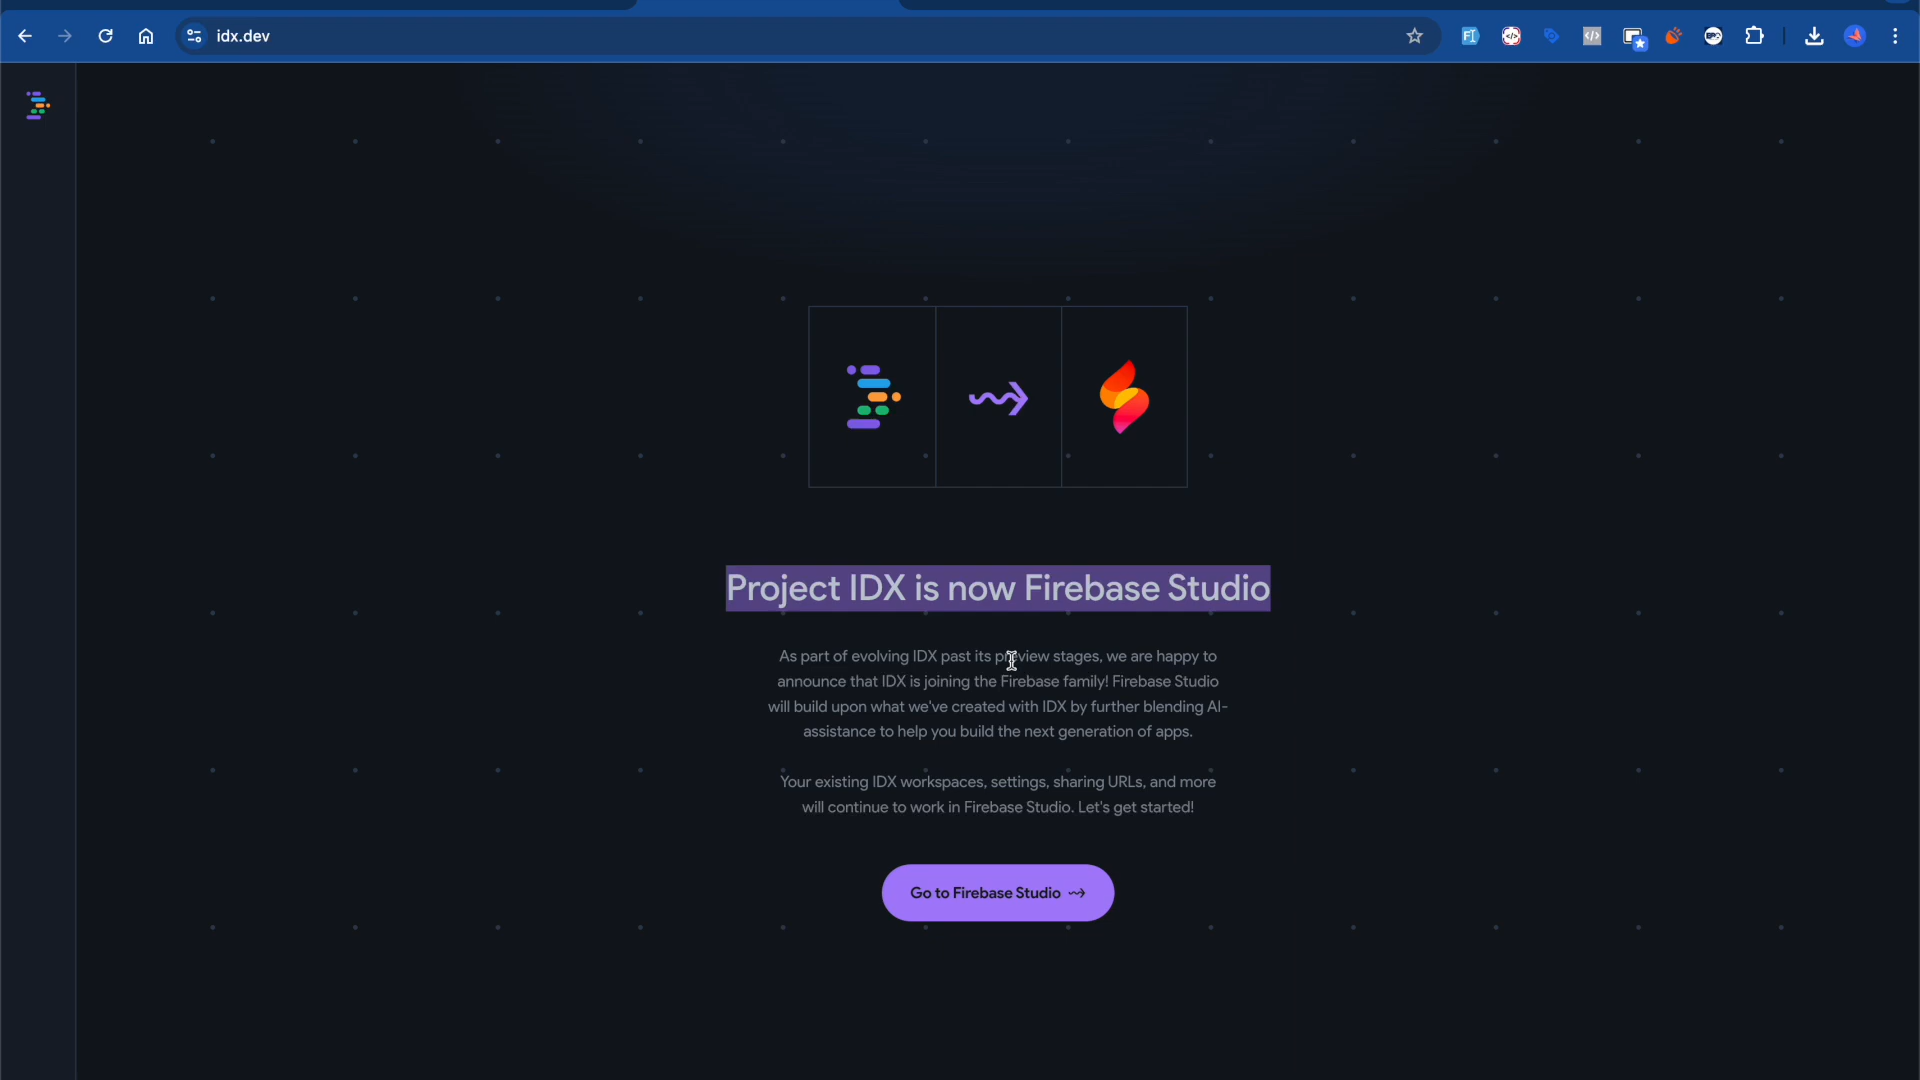 idx.dev
Project IDX is now Firebase Studio
As part of evolving IDX past its preview stages, we are happy to
announce that IDX is joining the Firebase family! Firebase Studio
will build upon what we've created with IDX by further blending AI-
assistance to help you build the next generation of apps.
Your existing IDX workspaces, settings, sharing URLs, and more
will continue to work in Firebase Studio. Let's get started!
Go to Firebase Studio